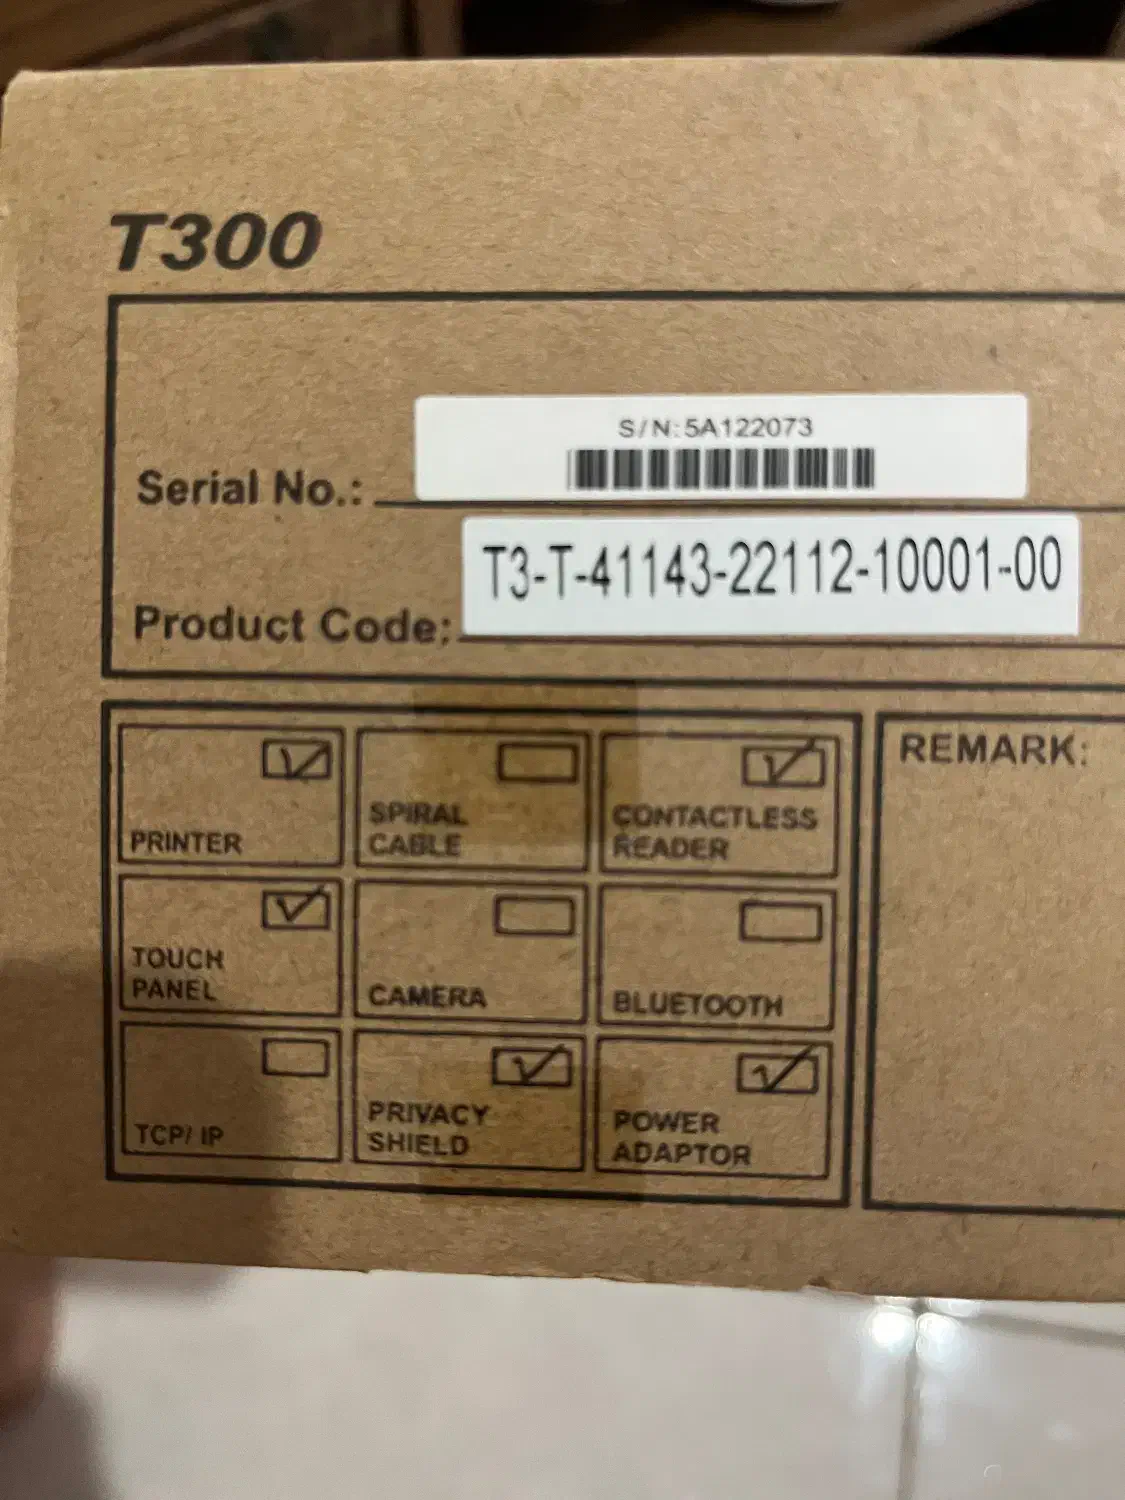 T300
S/N:5A122073
Serial No.:
T3-T-41143-22112-10001-00
Product Code:
PRINTER
SPIRAL
CABLE
CONTACTLESS
READER
REMARK:
TOUCH
PANEL
CAMERA
BLUETOOTH
TCP/ IP
PRIVACY
SHIELD
POWER
ADAPTOR